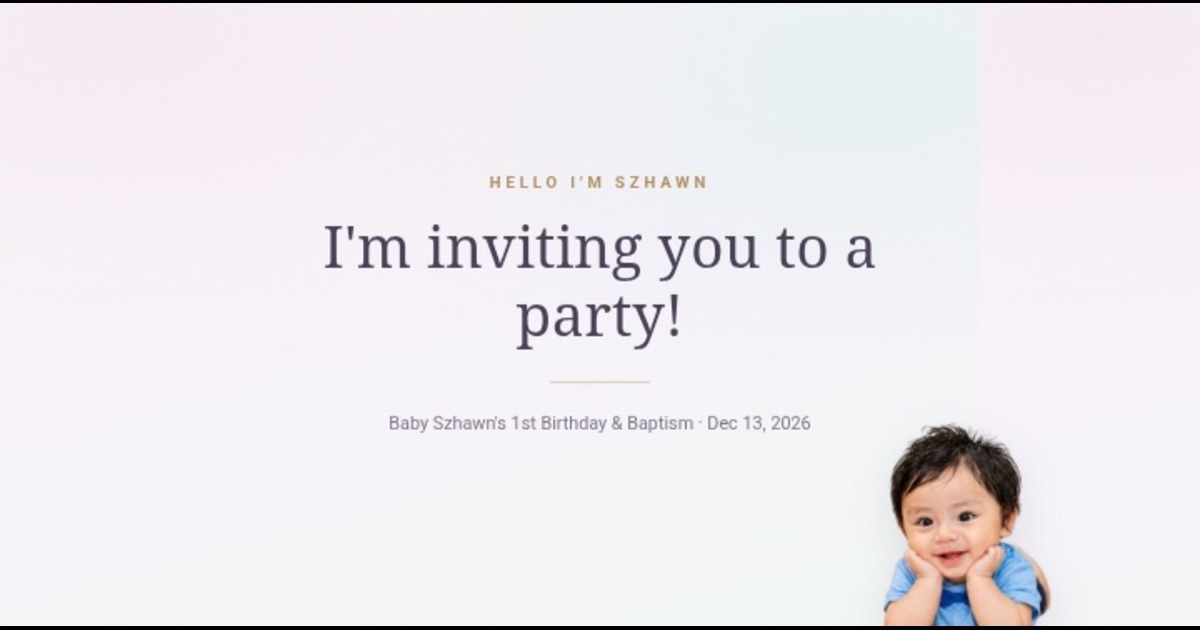 HELLO I'M SZHAWN
I'm inviting you to a
party!
Baby Szhawn's 1st Birthday & Baptism · Dec 13, 2026